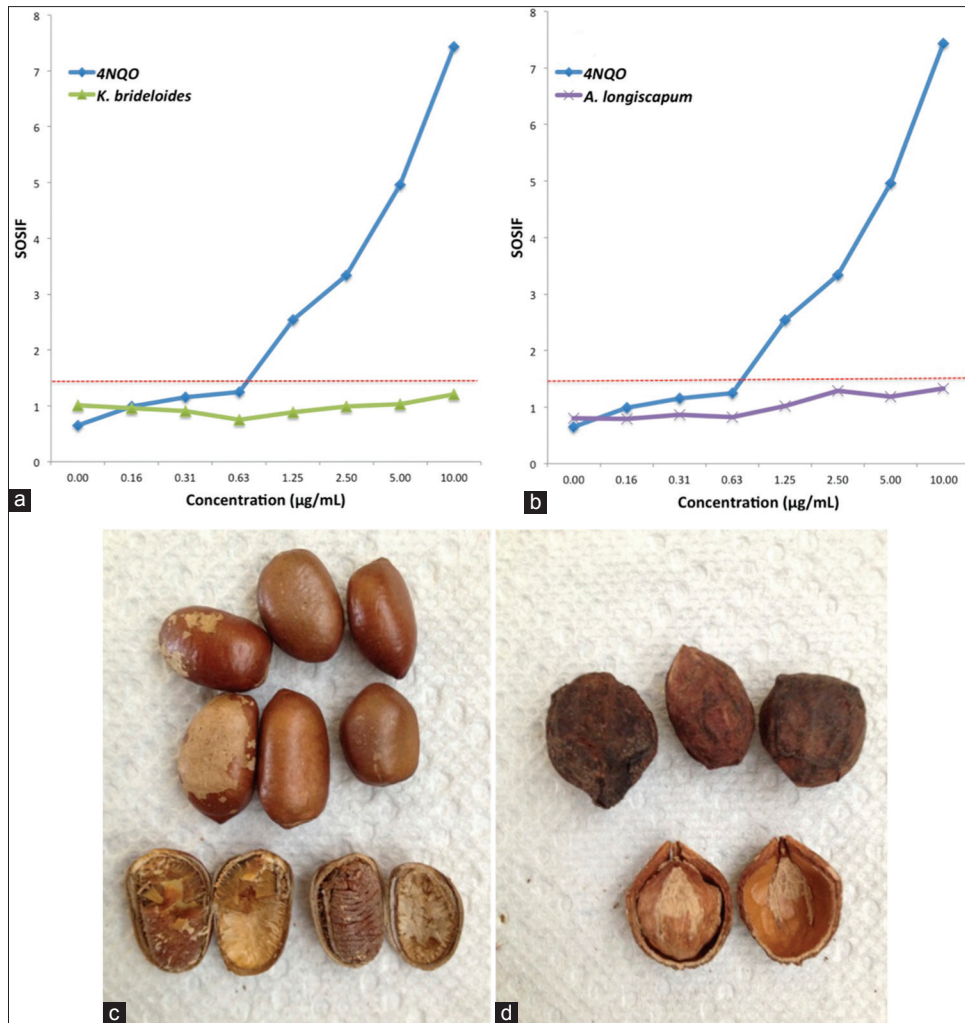 8
7
6
5
4
3
2
1
0
SOSIF
4NQO
K. brideloides
0.00 0.16 0.31 0.63 1.25 2.50 5.00 10.00
Concentration (µg/mL)
a
8
7
6
5
4
3
2
1
0
SOSIF
4NQO
A. longiscapum
0.00 0.16 0.31 0.63 1.25 2.50 5.00 10.00
Concentration (µg/mL)
b
c
d